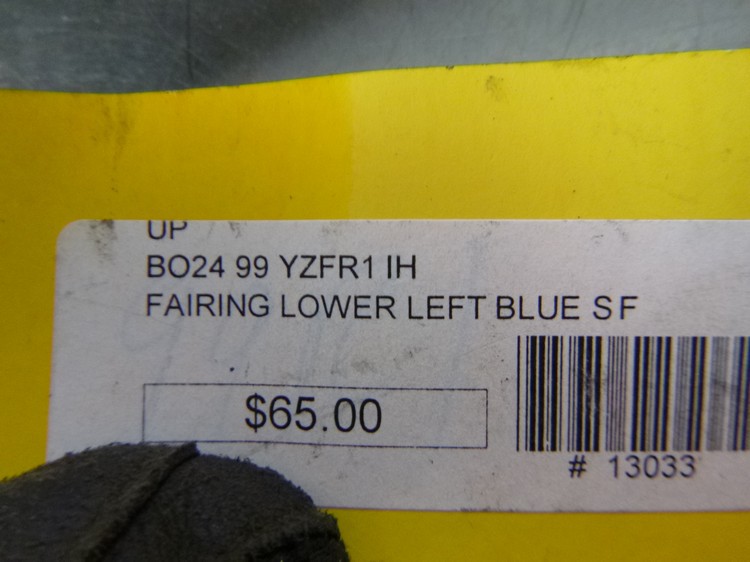 UP
BO24 99 YZFR1 IH
FAIRING LOWER LEFT BLUE S F
$65.00
# 13033